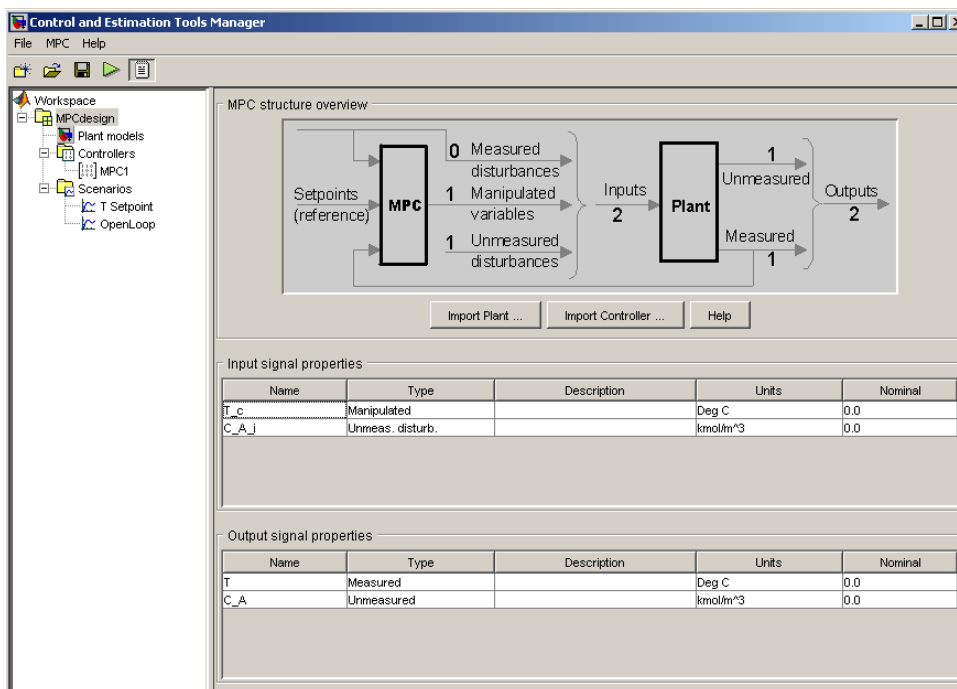 Control and Estimation Tools Manager
File MPC Help
Workspace
MPCdesign
Plant models
Controllers
MPC1
Scenarios
T Setpoint
OpenLoop
MPC structure overview
Setpoints
(reference)
MPC
0 Measured
disturbances
1 Manipulated
variables
1 Unmeasured
disturbances
Inputs
2
Plant
1
Unmeasured
Measured
1
Outputs
2
Import Plant ... Import Controller ... Help
Input signal properties
Name Type Description Units Nominal
T_c Manipulated Deg C 0.0
C_A_i Unmeas. disturb. kmol/m^3 0.0
Output signal properties
Name Type Description Units Nominal
T Measured Deg C 0.0
C_A Unmeasured kmol/m^3 0.0